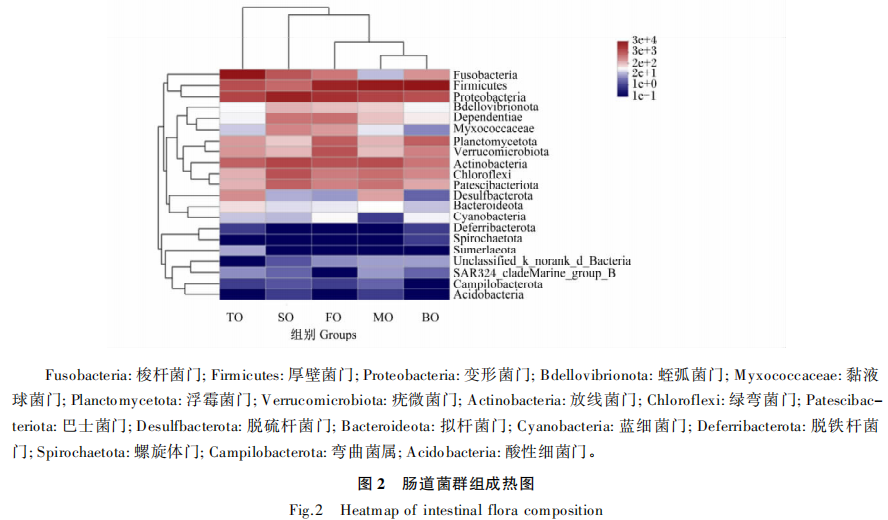 3e+4
3e+3
2e+2
2e+1
1e+0
1e-1
Fusobacteria
Firmicutes
Proteobacteria
Bdellovibrionota
Dependentiae
Myxococcaceae
Planctomycetota
Verrucomicrobiota
Actinobacteria
Chloroflexi
Patescibacteriota
Desulfbacterota
Bacteroideota
Cyanobacteria
Deferribacterota
Spirochaetota
Sumerlaeota
Unclassified_k_norank_d_Bacteria
SAR324_cladeMarine_group_B
Campilobacterota
Acidobacteria
TO SO FO MO BO
组别 Groups
Fusobacteria: 梭杆菌门; Firmicutes: 厚壁菌门; Proteobacteria: 变形菌门; Bdellovibrionota: 蛭弧菌门; Myxococcaceae: 黏液
球菌门; Planctomycetota: 浮霉菌门; Verrucomicrobiota: 疣微菌门; Actinobacteria: 放线菌门; Chloroflexi: 绿弯菌门; Patescibac-
teriota: 巴士菌门; Desulfbacterota: 脱硫杆菌门; Bacteroideota: 拟杆菌门; Cyanobacteria: 蓝细菌门; Deferribacterota: 脱铁杆菌
门; Spirochaetota: 螺旋体门; Campilobacterota: 弯曲菌属; Acidobacteria: 酸性细菌门。
图 2 肠道菌群组成热图
Fig.2 Heatmap of intestinal flora composition